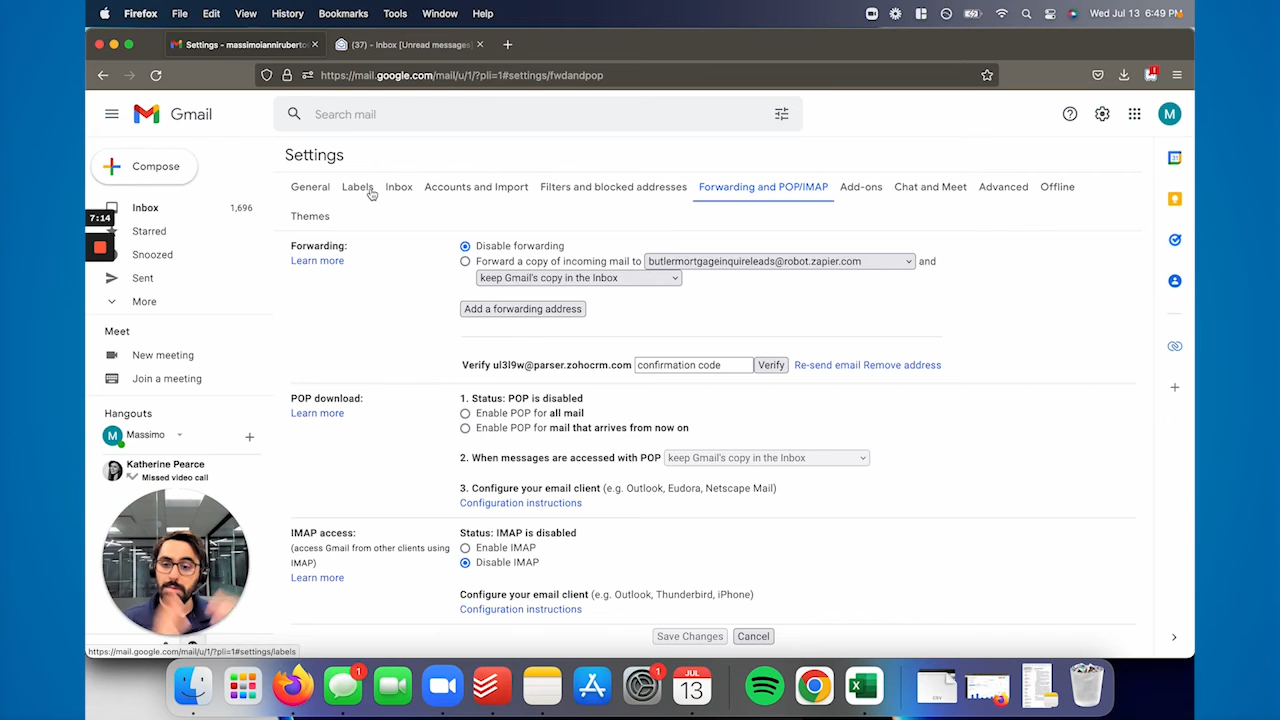 Firefox File Edit View History Bookmarks Tools Window Help
Wed Jul 13 6:49 PM
Settings - massimoianniruberto
(37) - Inbox [Unread messages]
https://mail.google.com/mail/u/1/?pli=1#settings/fwdandpop
Gmail
Search mail
M
Compose
Settings
General Labels Inbox Accounts and Import Filters and blocked addresses Forwarding and POP/IMAP Add-ons Chat and Meet Advanced Offline
Themes
Inbox 1,696
7:14
Starred
Snoozed
Sent
More
Meet
New meeting
Join a meeting
Hangouts
M Massimo
Katherine Pearce
Missed video call
Forwarding:
Learn more
Disable forwarding
Forward a copy of incoming mail to butlermortgageinquireleads@robot.zapier.com and
keep Gmail's copy in the Inbox
Add a forwarding address
Verify ul3l9w@parser.zohocrm.com confirmation code Verify Re-send email Remove address
POP download:
Learn more
1. Status: POP is disabled
Enable POP for all mail
Enable POP for mail that arrives from now on
2. When messages are accessed with POP keep Gmail's copy in the Inbox
3. Configure your email client (e.g. Outlook, Eudora, Netscape Mail)
Configuration instructions
IMAP access:
(access Gmail from other clients using
IMAP)
Learn more
Status: IMAP is disabled
Enable IMAP
Disable IMAP
Configure your email client (e.g. Outlook, Thunderbird, iPhone)
Configuration instructions
Save Changes Cancel
https://mail.google.com/mail/u/1/?pli=1#settings/labels
1
1
JUL
13
CSV